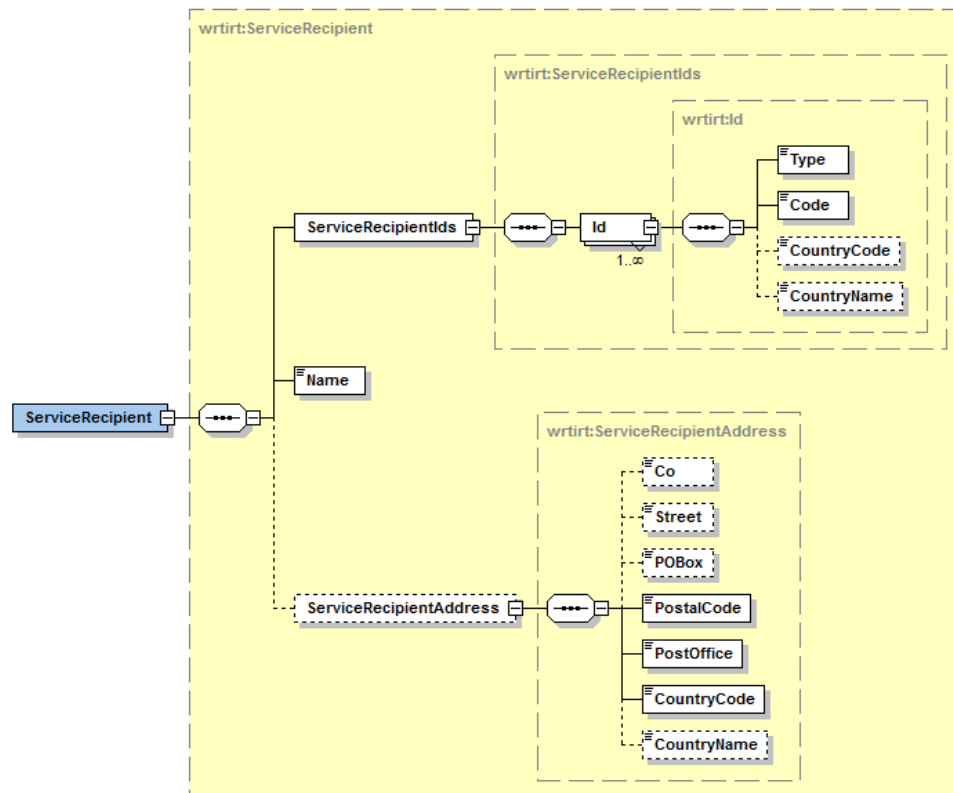 wrtirt:ServiceRecipient
wrtirt:ServiceRecipientIds
wrtirt:Id
Type
Code
ServiceRecipientIds
Id
1..∞
CountryCode
CountryName
Name
ServiceRecipient
wrtirt:ServiceRecipientAddress
Co
Street
POBox
ServiceRecipientAddress
PostalCode
PostOffice
CountryCode
CountryName